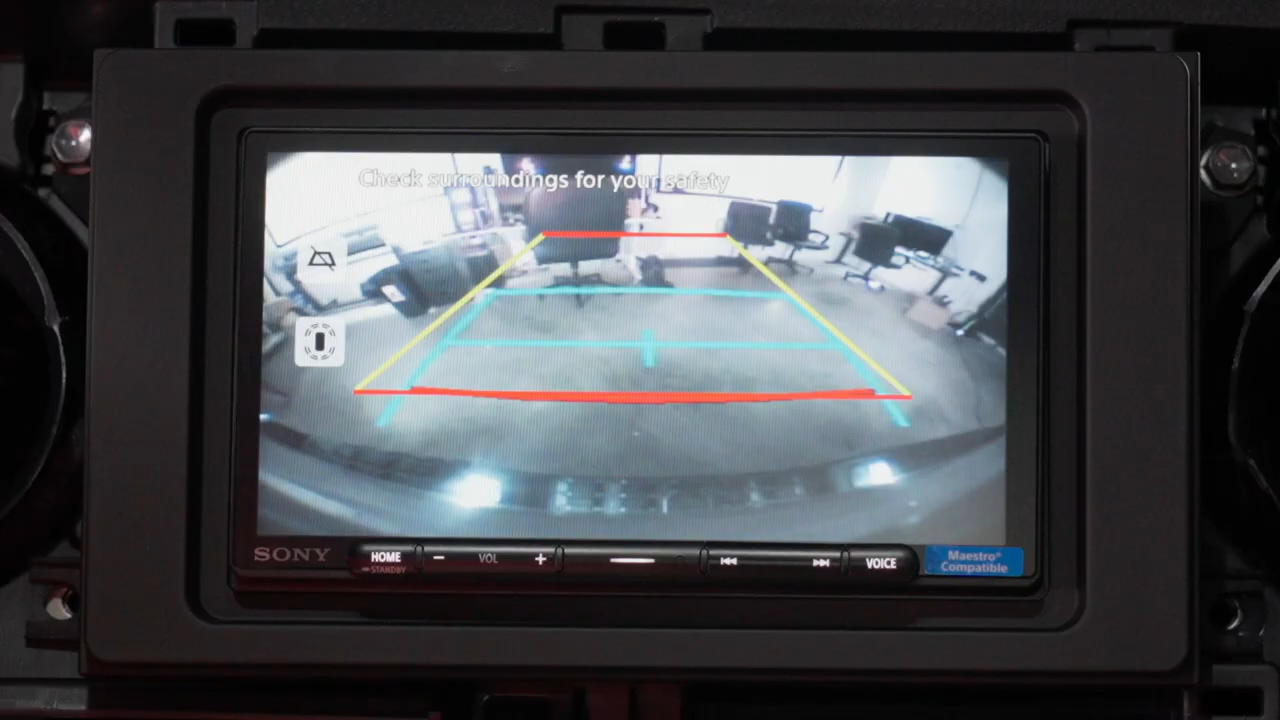 Check surroundings for your safety
SONY
HOME
STANDBY
− VOL +
VOICE
Maestro®
Compatible